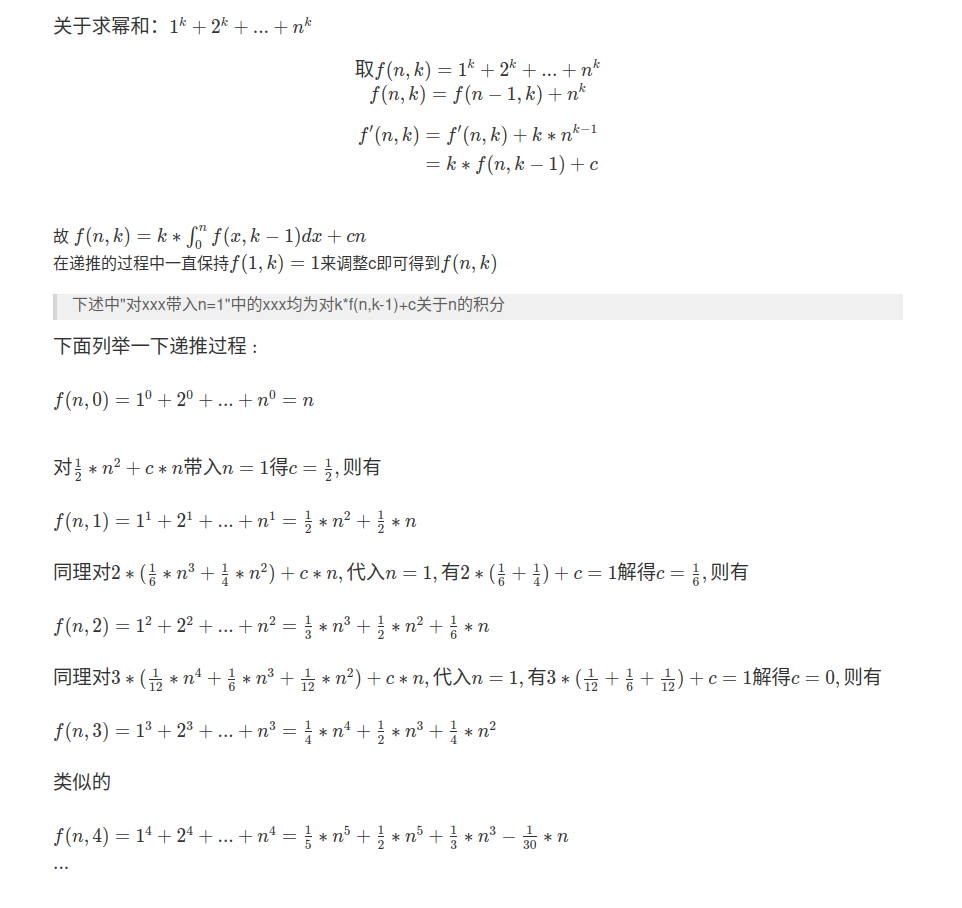 关于求幂和：$1^k + 2^k + ... + n^k$
取$f(n, k) = 1^k + 2^k + ... + n^k$
$f(n, k) = f(n - 1, k) + n^k$
$f'(n, k) = f'(n, k) + k * n^{k-1}$
$= k * f(n, k - 1) + c$
故 $f(n, k) = k * \int_0^n f(x, k - 1)dx + cn$
在递推的过程中一直保持$f(1, k) = 1$来调整c即可得到$f(n, k)$
下述中"对xxx带入n=1"中的xxx均为对k*f(n,k-1)+c关于n的积分
下面列举一下递推过程 :
$f(n, 0) = 1^0 + 2^0 + ... + n^0 = n$
对$\frac{1}{2} * n^2 + c * n$带入$n = 1$得$c = \frac{1}{2}$, 则有
$f(n, 1) = 1^1 + 2^1 + ... + n^1 = \frac{1}{2} * n^2 + \frac{1}{2} * n$
同理对$2 * (\frac{1}{6} * n^3 + \frac{1}{4} * n^2) + c * n$, 代入$n = 1$, 有$2 * (\frac{1}{6} + \frac{1}{4}) + c = 1$解得$c = \frac{1}{6}$, 则有
$f(n, 2) = 1^2 + 2^2 + ... + n^2 = \frac{1}{3} * n^3 + \frac{1}{2} * n^2 + \frac{1}{6} * n$
同理对$3 * (\frac{1}{12} * n^4 + \frac{1}{6} * n^3 + \frac{1}{12} * n^2) + c * n$, 代入$n = 1$, 有$3 * (\frac{1}{12} + \frac{1}{6} + \frac{1}{12}) + c = 1$解得$c = 0$, 则有
$f(n, 3) = 1^3 + 2^3 + ... + n^3 = \frac{1}{4} * n^4 + \frac{1}{2} * n^3 + \frac{1}{4} * n^2$
类似的
$f(n, 4) = 1^4 + 2^4 + ... + n^4 = \frac{1}{5} * n^5 + \frac{1}{2} * n^5 + \frac{1}{3} * n^3 - \frac{1}{30} * n$
...